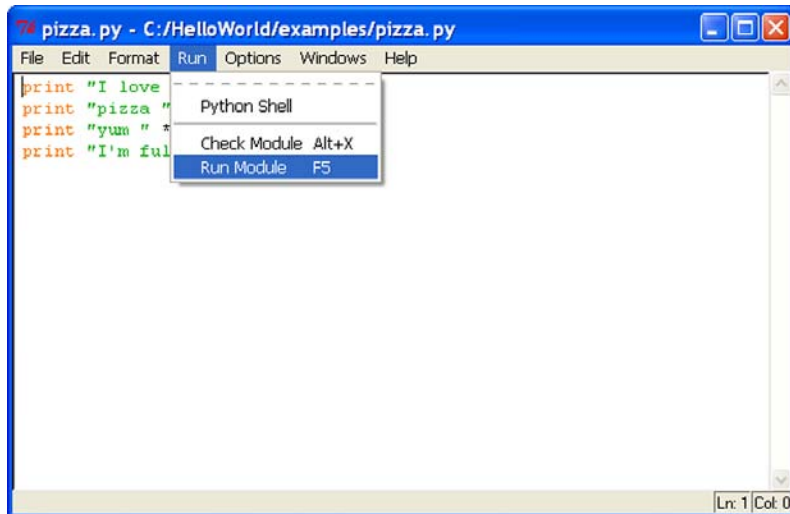 pizza.py - C:/HelloWorld/examples/pizza.py
File Edit Format Run Options Windows Help
print "I love
print "pizza "
print "yum " *
print "I'm ful
Python Shell
Check Module Alt+X
Run Module F5
Ln: 1 Col: 0